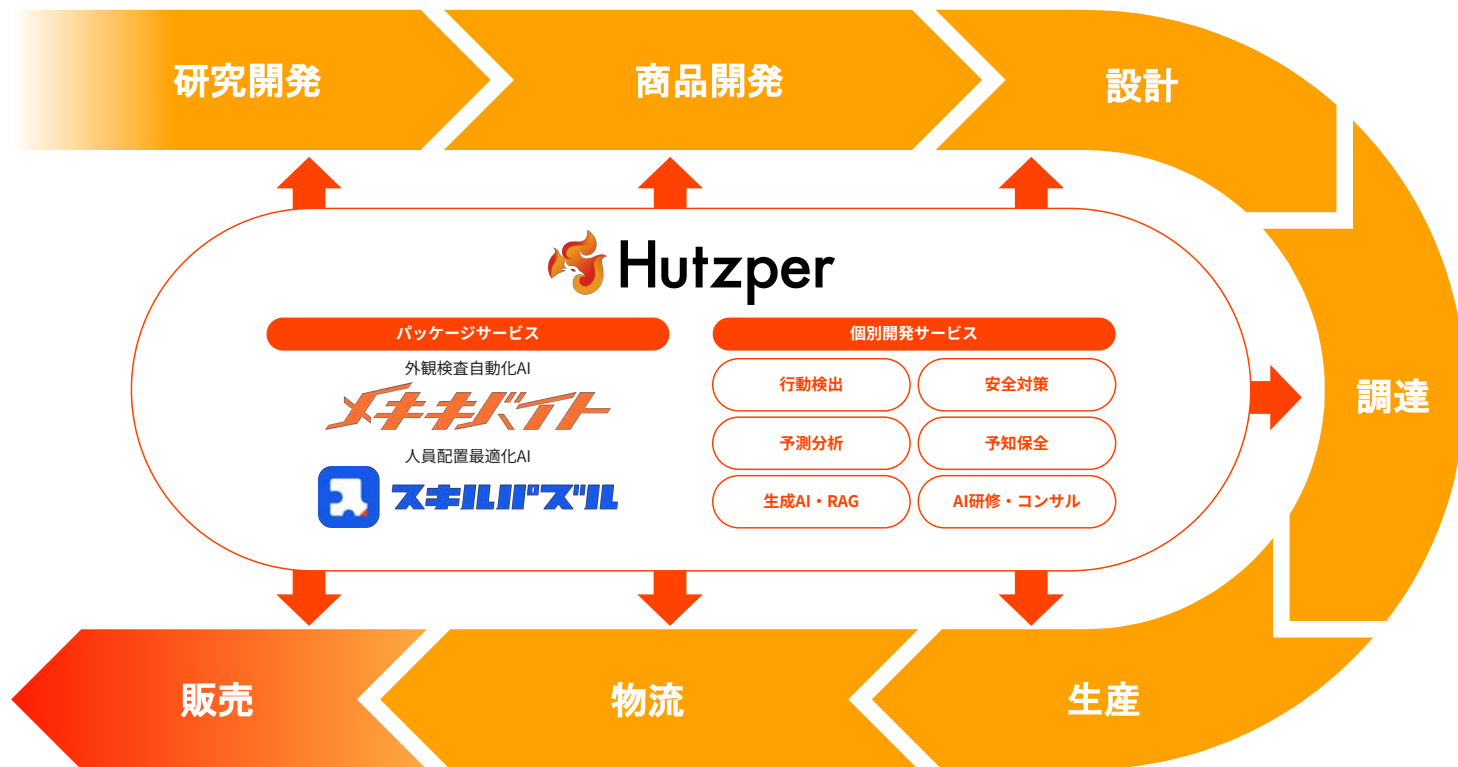 研究開発
商品開発
設計
調達
Hutzper
パッケージサービス
外観検査自動化AI
メキキバイト
人員配置最適化AI
スキルパズル
個別開発サービス
行動検出
安全対策
予測分析
予知保全
生成AI・RAG
AI研修・コンサル
販売
物流
生産